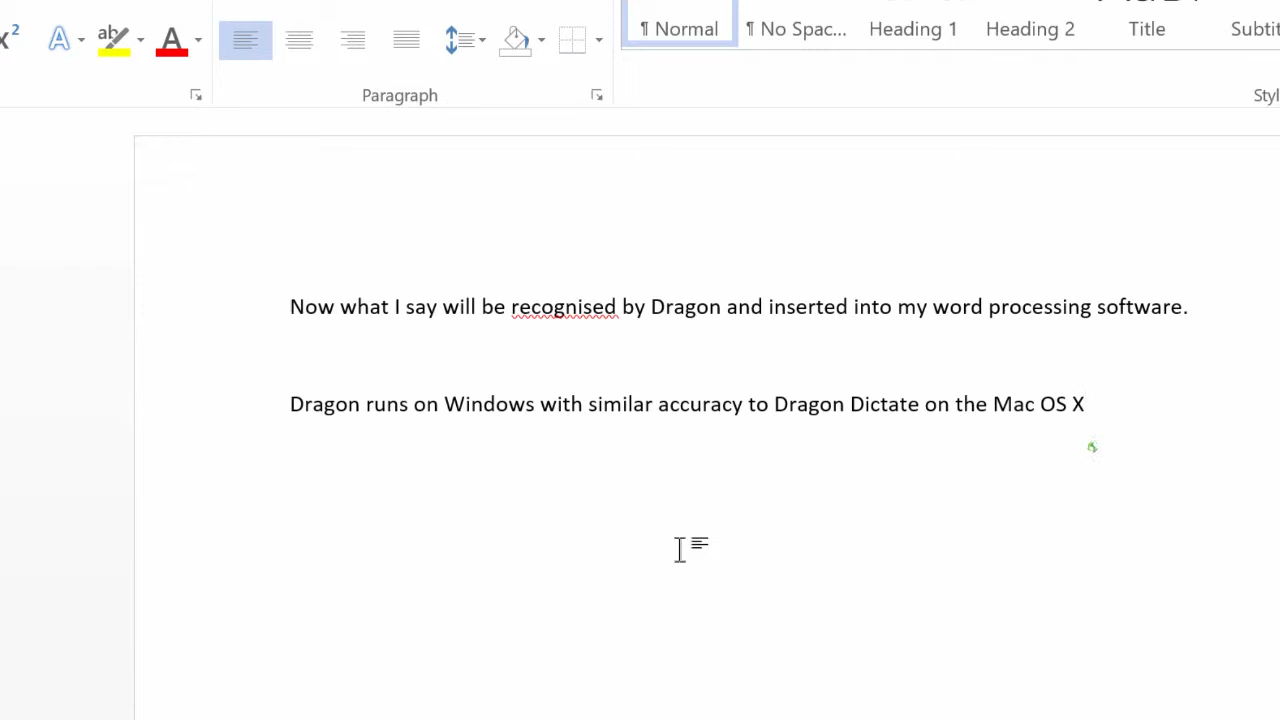 x²
A
ab
A
Paragraph
¶ Normal
¶ No Spac...
Heading 1
Heading 2
Title
Subtit
Styl
Now what I say will be recognised by Dragon and inserted into my word processing software.
Dragon runs on Windows with similar accuracy to Dragon Dictate on the Mac OS X